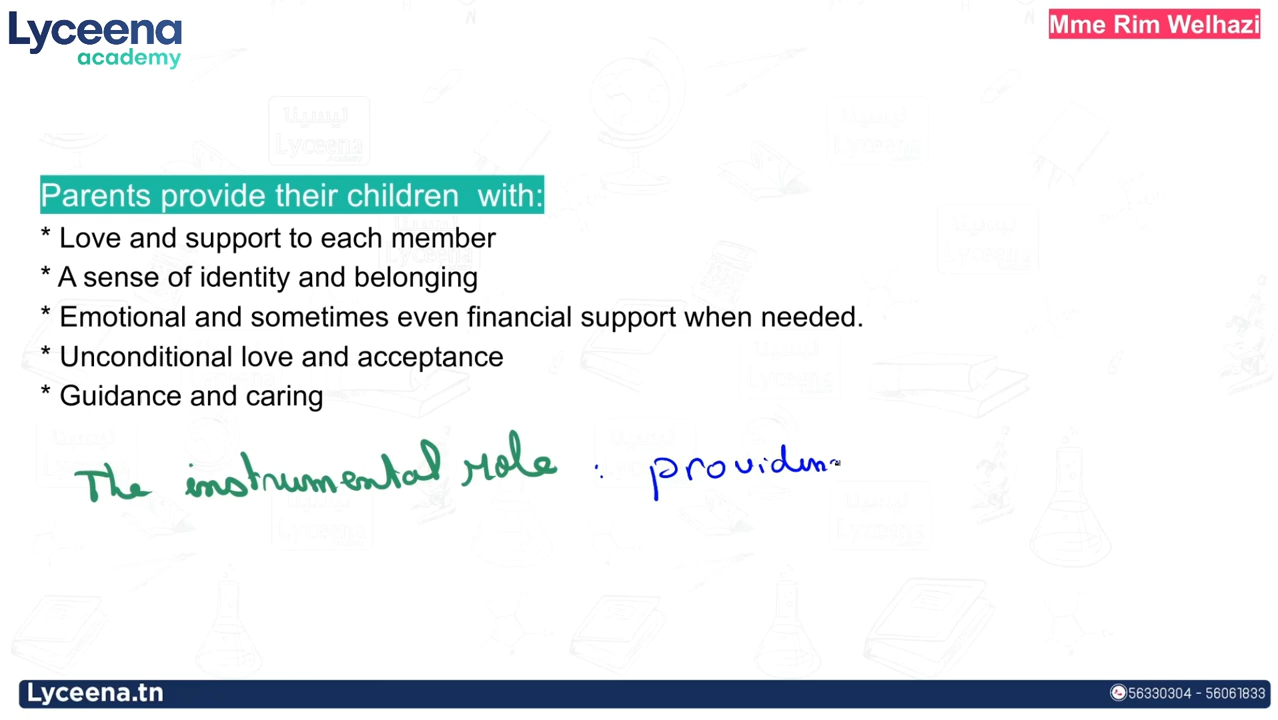 Lyceena
academy
Mme Rim Welhazi
Parents provide their children with:
* Love and support to each member
* A sense of identity and belonging
* Emotional and sometimes even financial support when needed.
* Unconditional love and acceptance
* Guidance and caring
The instrumental role : providin
Lyceena.tn
56330304 - 56061833